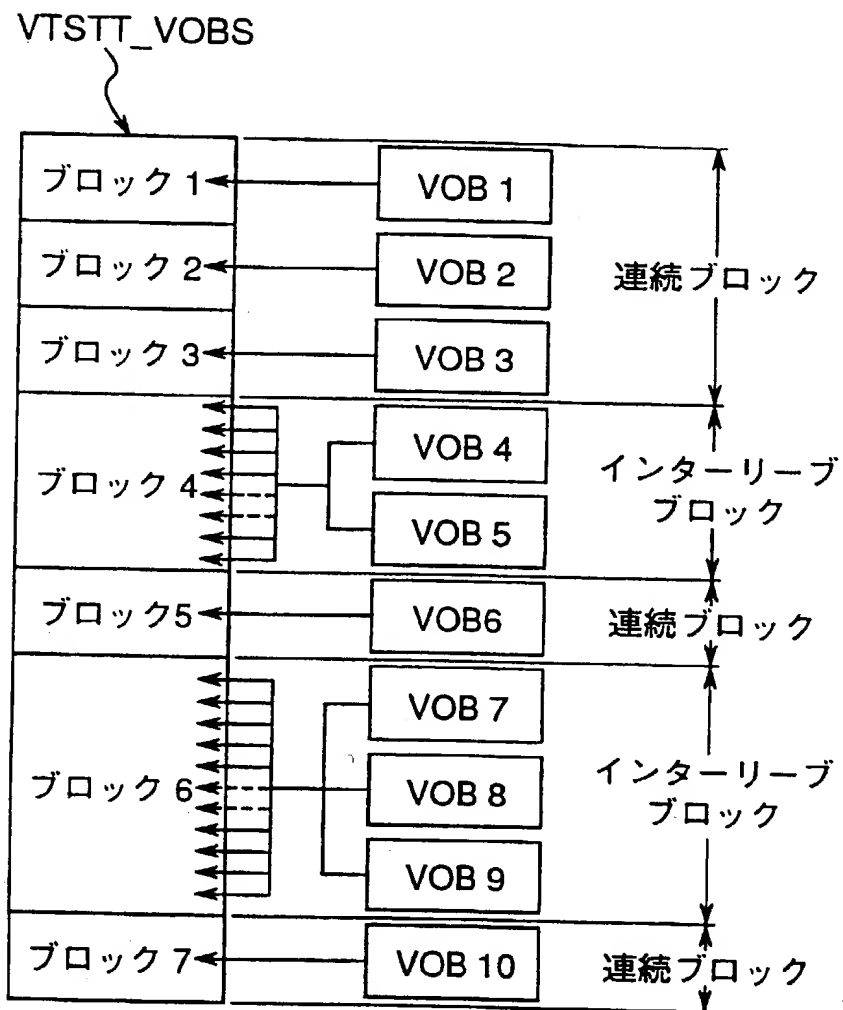 VTSTT_VOBS
ブロック 1
VOB 1
ブロック 2
VOB 2
連続ブロック
ブロック 3
VOB 3
VOB 4
ブロック 4
インターリーブ
ブロック
VOB 5
ブロック5
VOB6
連続ブロック
VOB 7
ブロック 6
VOB 8
インターリーブ
ブロック
VOB 9
ブロック 7
VOB 10
連続ブロック